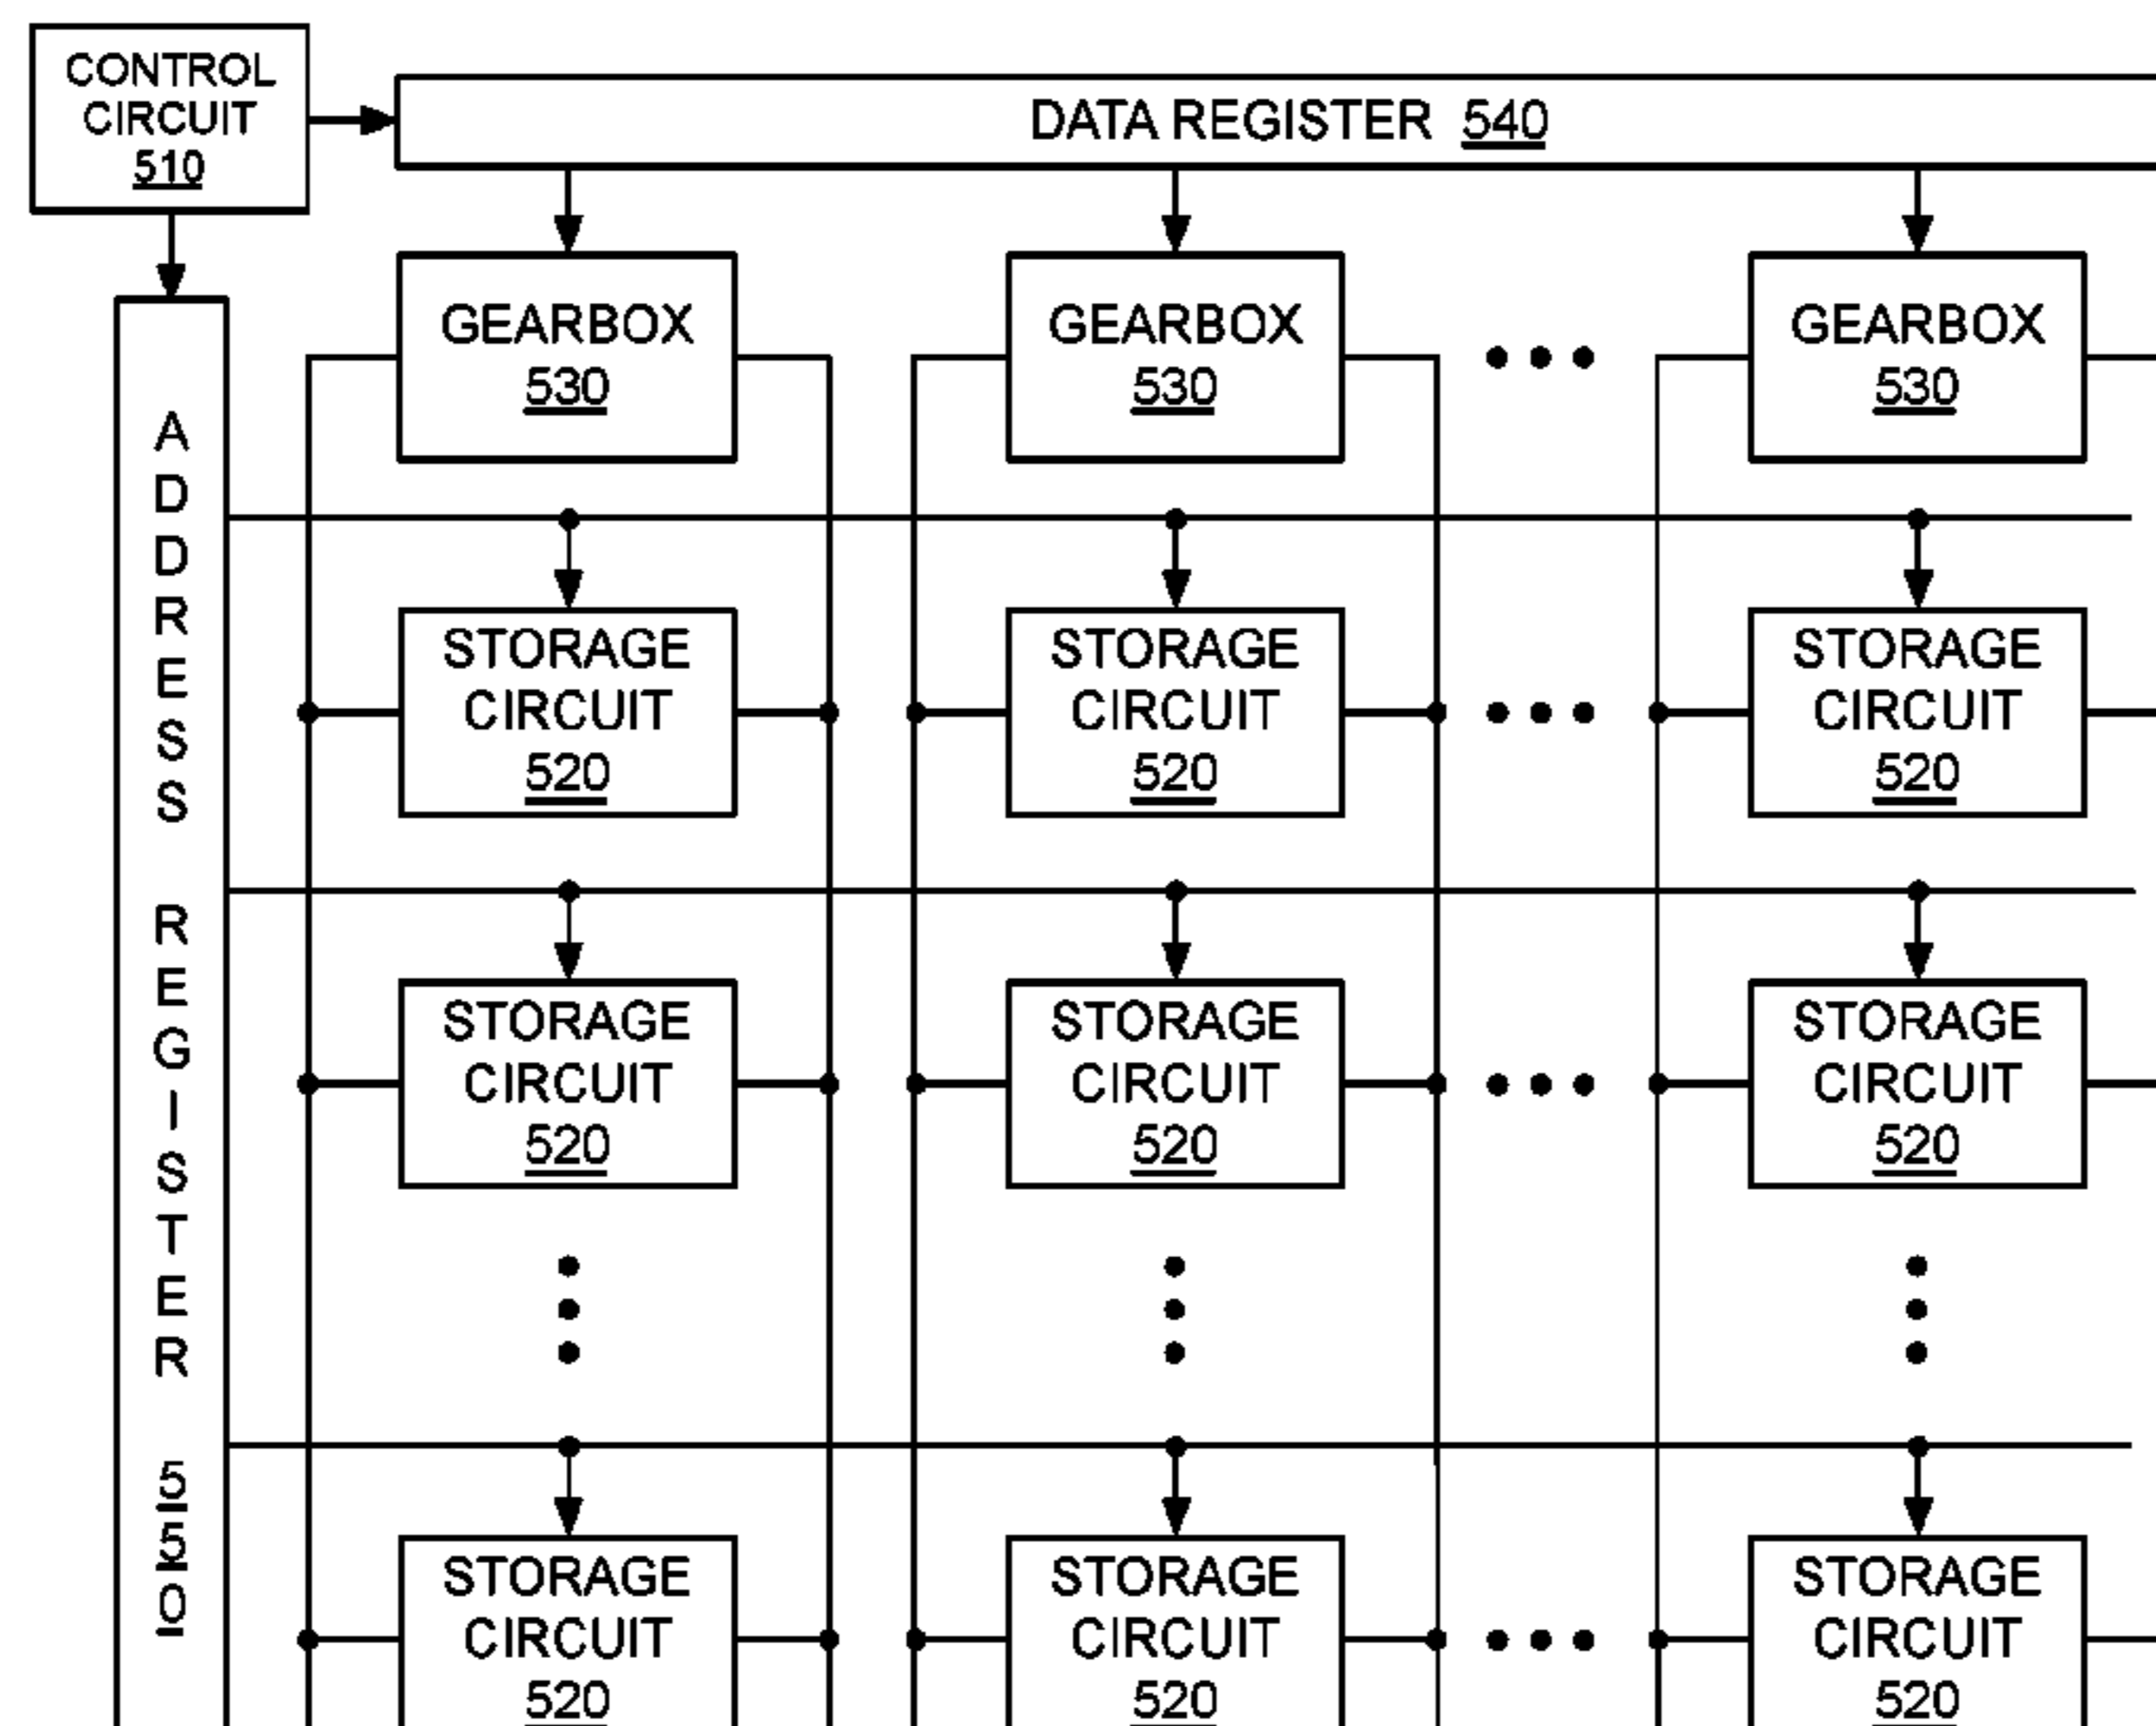 CONTROL
CIRCUIT
510
DATA REGISTER 540
GEARBOX
530
GEARBOX
530
GEARBOX
530
ADDRESS REGISTER 550
STORAGE
CIRCUIT
520
STORAGE
CIRCUIT
520
STORAGE
CIRCUIT
520
STORAGE
CIRCUIT
520
STORAGE
CIRCUIT
520
STORAGE
CIRCUIT
520
STORAGE
CIRCUIT
520
STORAGE
CIRCUIT
520
STORAGE
CIRCUIT
520